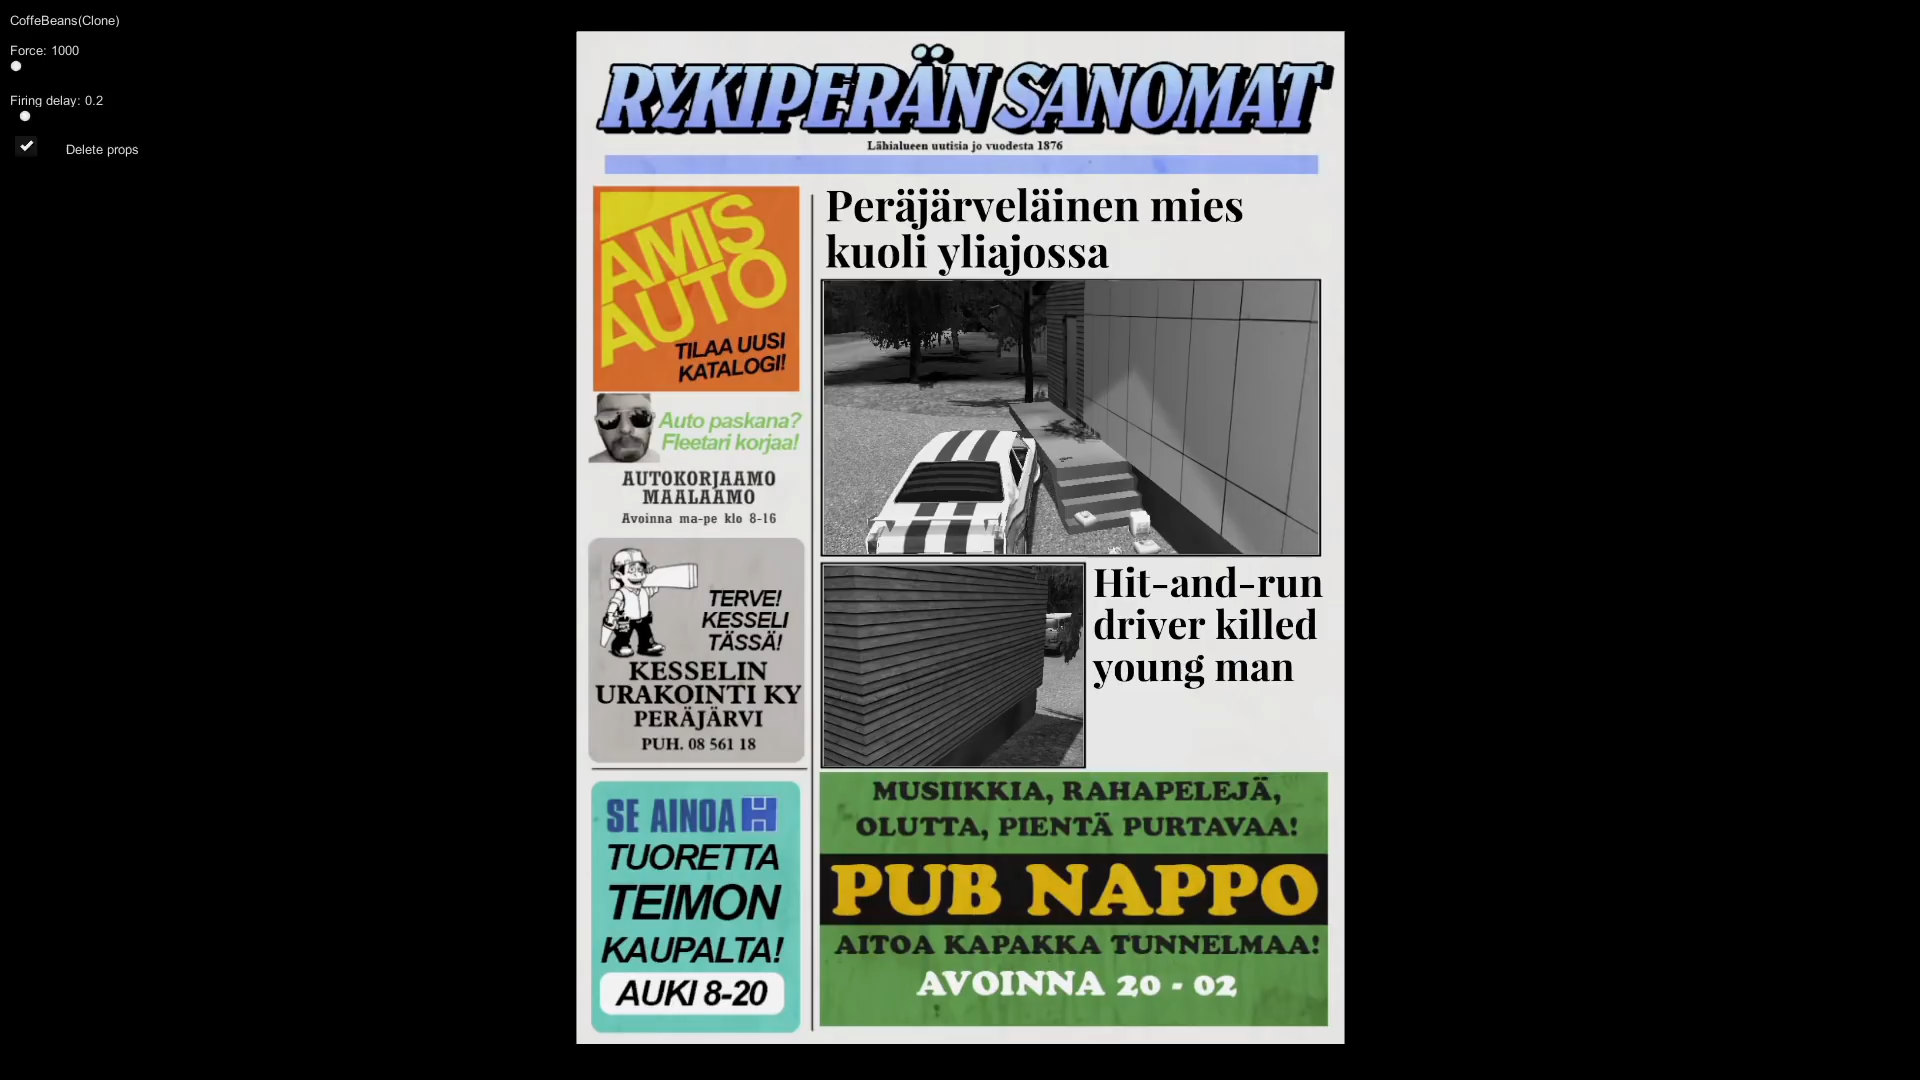 CoffeBeans(Clone)
Force: 1000
Firing delay: 0.2
Delete props
RYKIPERÄN SANOMAT
Lähialueen uutisia jo vuodesta 1876
AMIS
AUTO
TILAA UUSI
KATALOGI!
Auto paskana?
Fleetari korjaa!
AUTOKORJAAMO
MAALAAMO
Avoinna ma-pe klo 8-16
TERVE!
KESSELI
TÄSSÄ!
KESSELIN
URAKOINTI KY
PERÄJÄRVI
PUH. 08 561 18
SE AINOA H
TUORETTA
TEIMON
KAUPALTA!
AUKI 8-20
Peräjärveläinen mies
kuoli yliajossa
Hit-and-run
driver killed
young man
MUSIIKKIA, RAHAPELEJÄ,
OLUTTA, PIENTÄ PURTAVAA!
PUB NAPPO
AITOA KAPAKKA TUNNELMAA!
AVOINNA 20 - 02